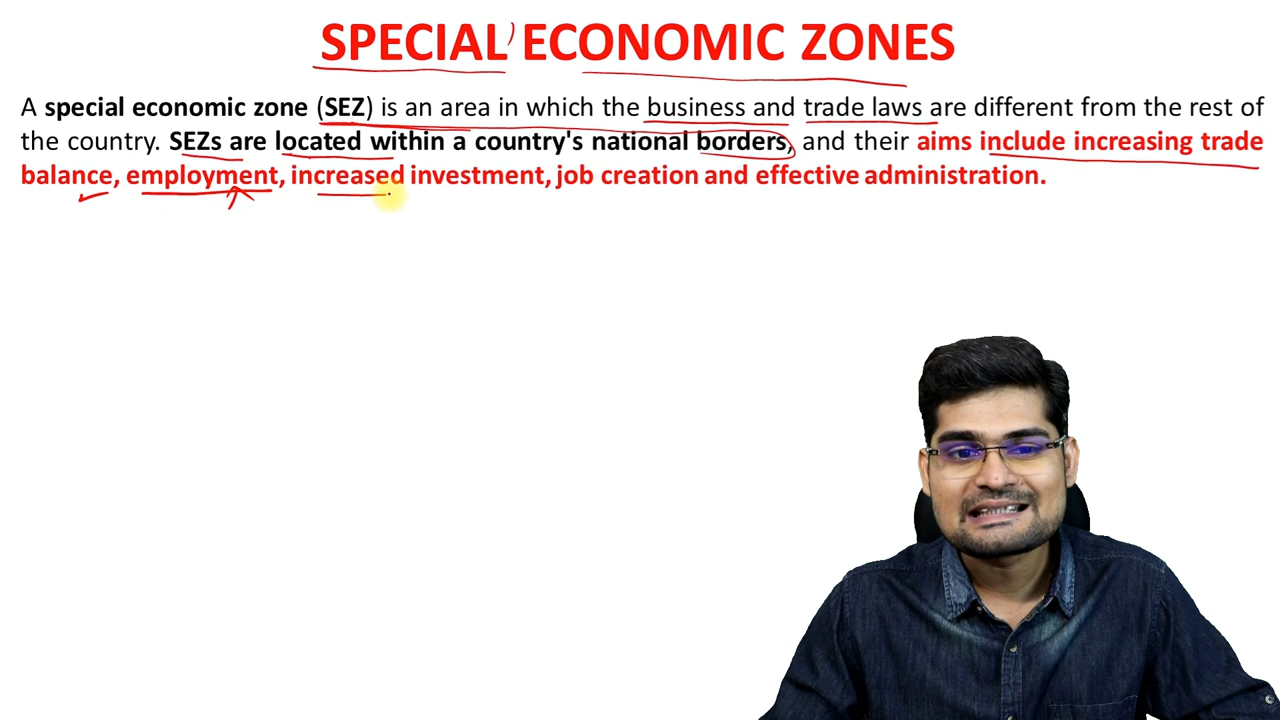 SPECIAL ECONOMIC ZONES
A special economic zone (SEZ) is an area in which the business and trade laws are different from the rest of
the country. SEZs are located within a country's national borders, and their aims include increasing trade
balance, employment, increased investment, job creation and effective administration.